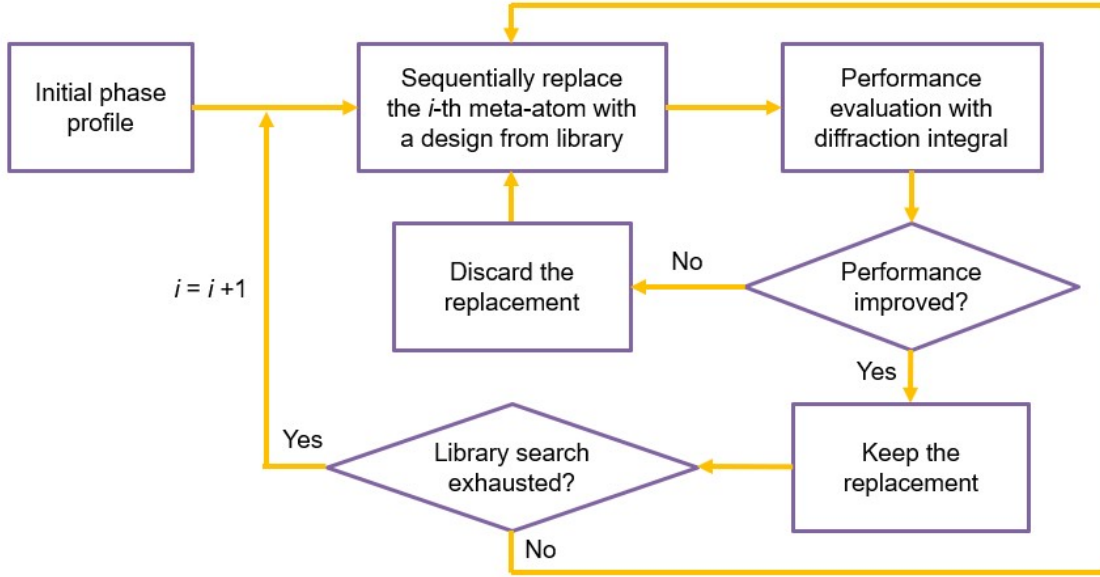 Initial phase
profile
Sequentially replace
the i-th meta-atom with
a design from library
Performance
evaluation with
diffraction integral
Discard the
replacement
No
Performance
improved?
i = i +1
Yes
Yes
Library search
exhausted?
Keep the
replacement
No